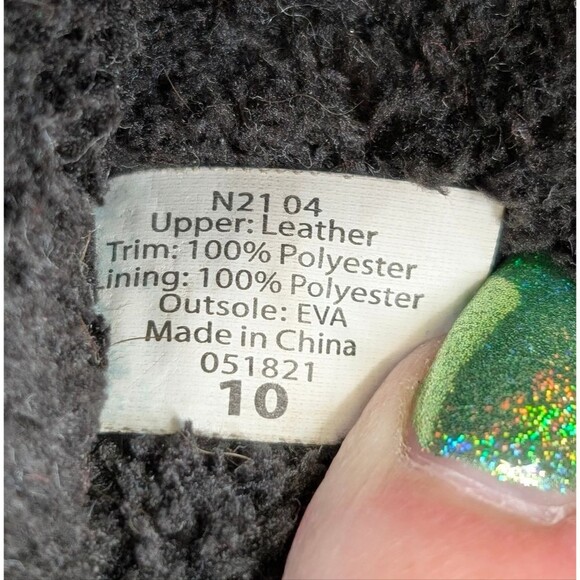 N21 04
Upper: Leather
Trim: 100% Polyester
Lining: 100% Polyester
Outsole: EVA
Made in China
051821
10